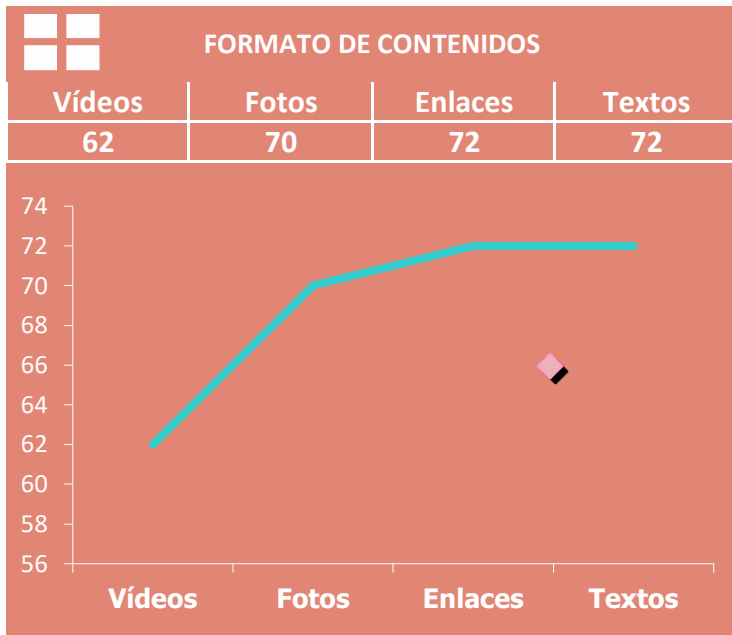 FORMATO DE CONTENIDOS
Vídeos Fotos Enlaces Textos
62 70 72 72
74
72
70
68
66
64
62
60
58
56
Vídeos Fotos Enlaces Textos